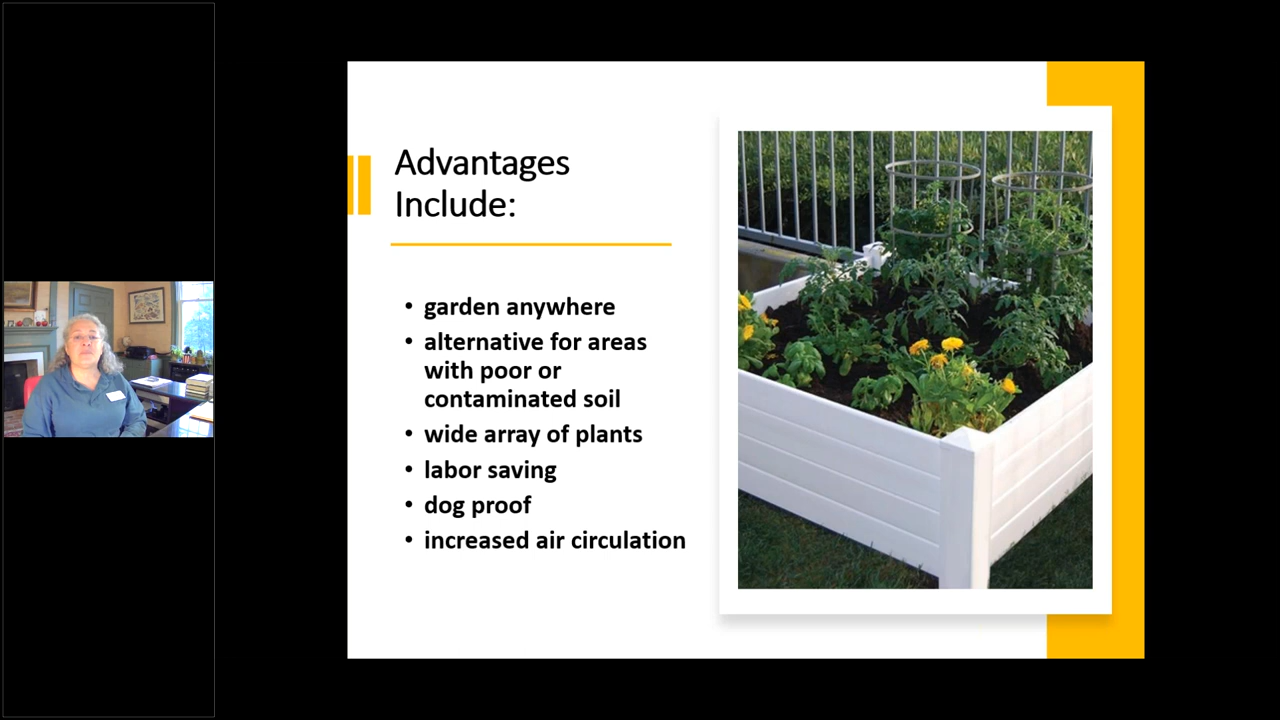 Advantages
Include:
• garden anywhere
• alternative for areas
with poor or
contaminated soil
• wide array of plants
• labor saving
• dog proof
• increased air circulation